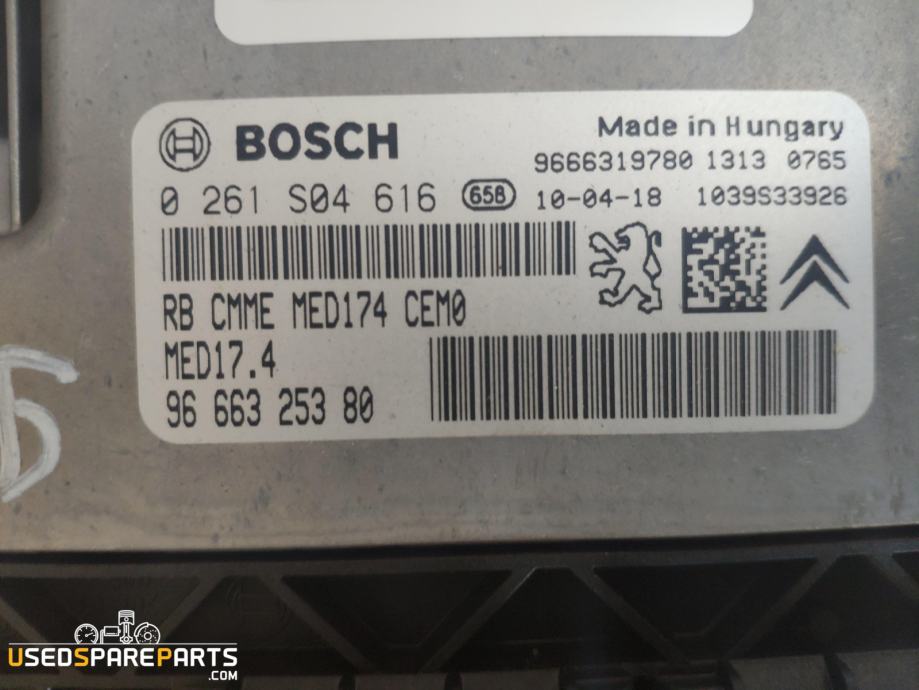 BOSCH
Made in Hungary
9666319780 1313 0765
0 261 S04 616 658 10-04-18 1039S33926
RB CMME MED174 CEM0
MED17.4
96 663 253 80
USEDSPAREPARTS
.COM